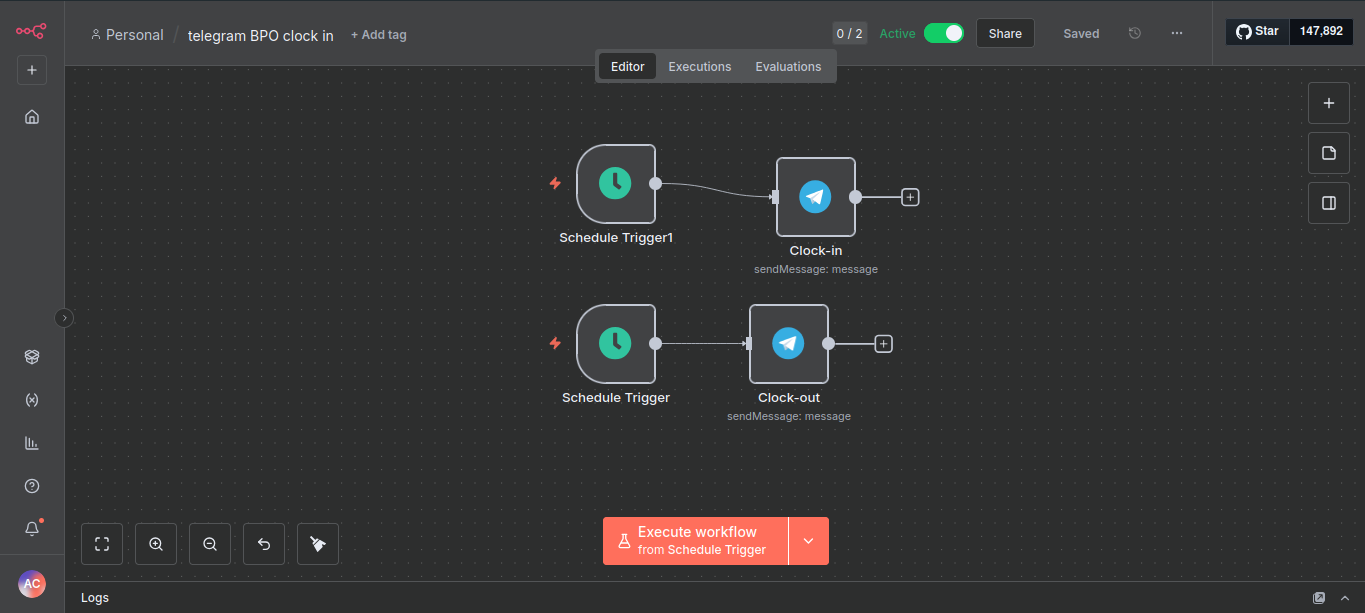 Personal / telegram BPO clock in + Add tag
0 / 2 Active Share Saved ... Star 147,892
Editor Executions Evaluations
Schedule Trigger1
Clock-in
sendMessage: message
Schedule Trigger
Clock-out
sendMessage: message
Execute workflow
from Schedule Trigger
AC
Logs